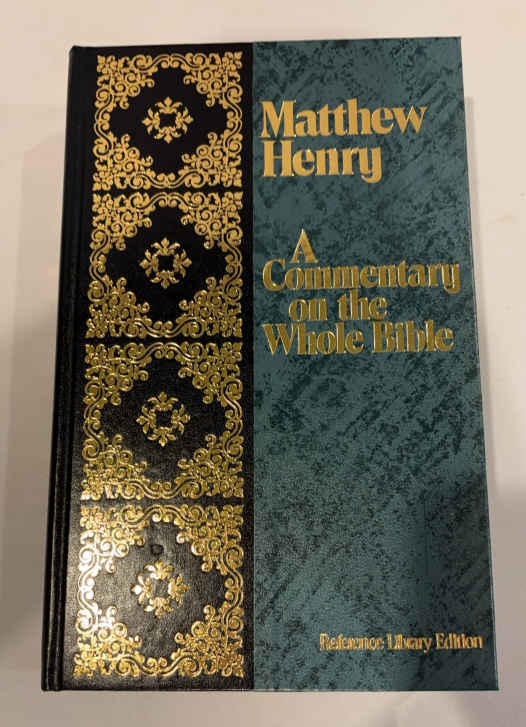 Matthew
Henry
A
Commentary
on the
Whole Bible
Reference Library Edition